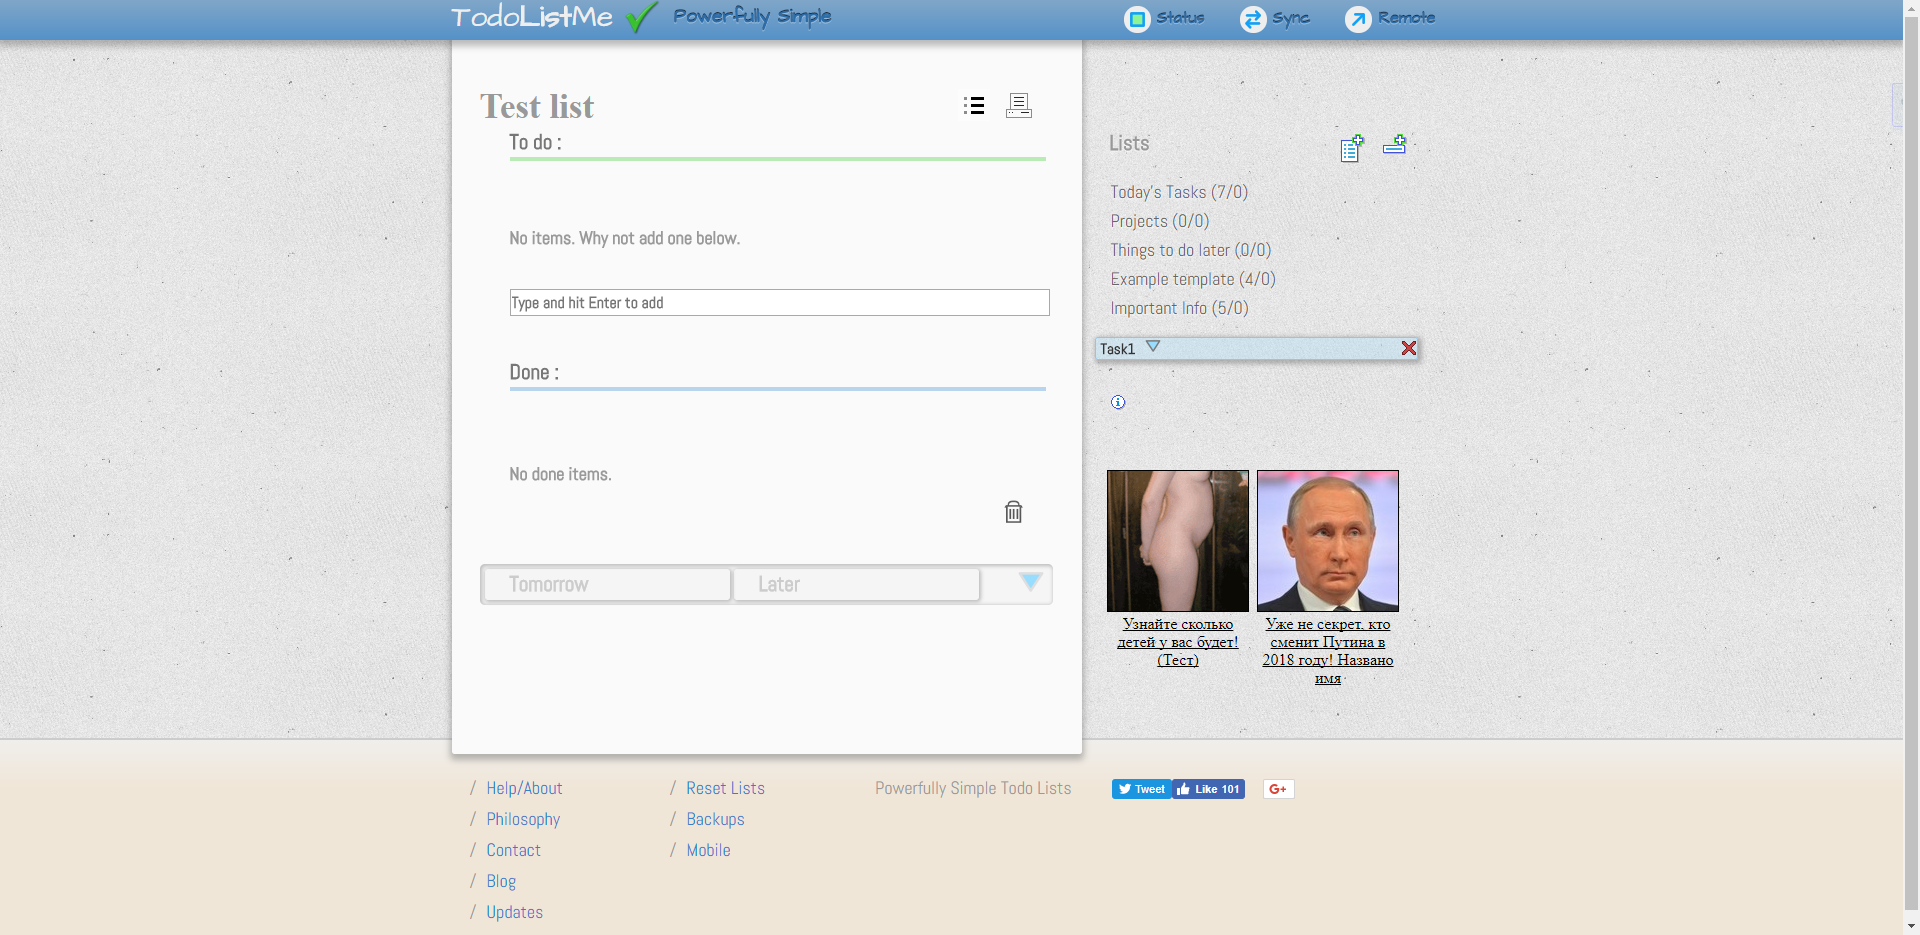 TodoListMe Powerfully Simple
Status Sync Remote
Test list
To do :
No items. Why not add one below.
Type and hit Enter to add
Done :
No done items.
Tomorrow Later
Lists
Today's Tasks (7/0)
Projects (0/0)
Things to do later (0/0)
Example template (4/0)
Important Info (5/0)
Task1
Узнайте сколько
детей у вас будет!
(Тест)
Уже не секрет, кто
сменит Путина в
2018 году! Названо
имя
/ Help/About
/ Philosophy
/ Contact
/ Blog
/ Updates
/ Reset Lists
/ Backups
/ Mobile
Powerfully Simple Todo Lists
Tweet Like 101 G+